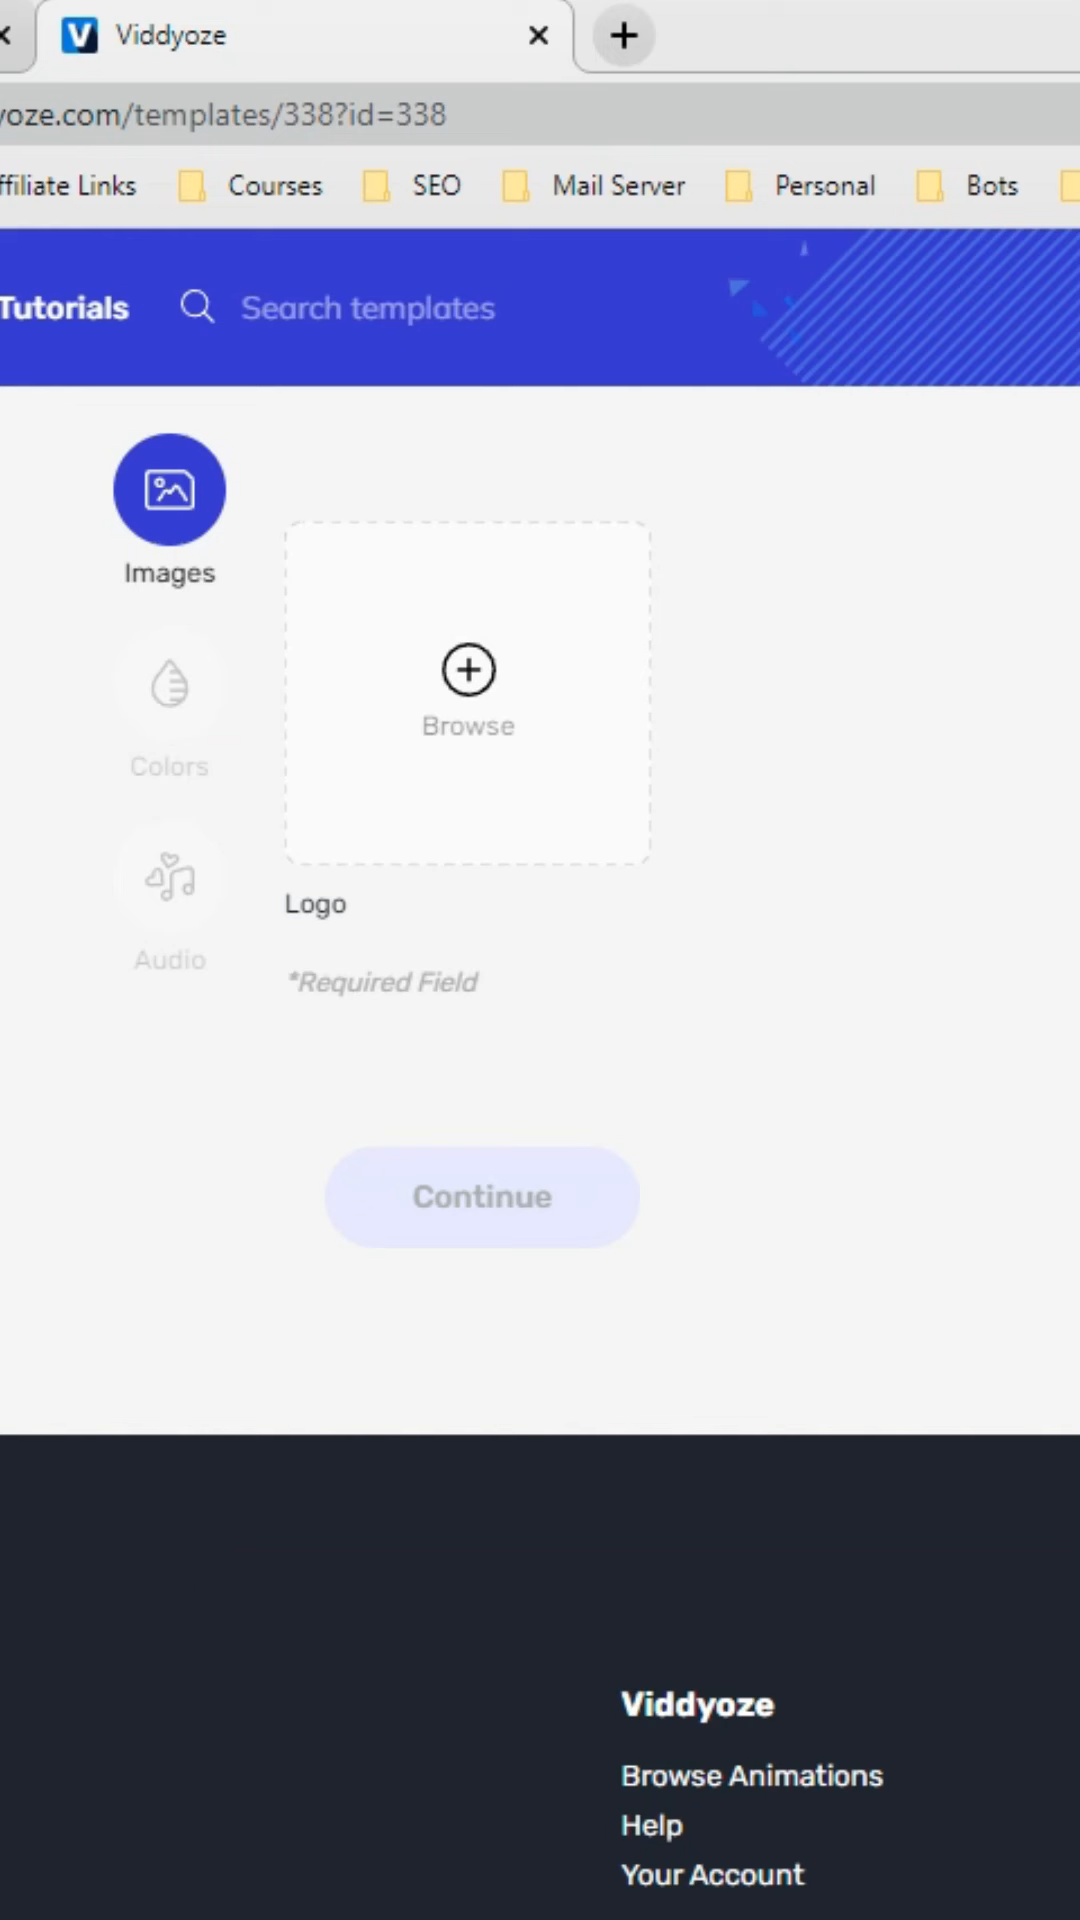 Viddyoze
yoze.com/templates/338?id=338
ffiliate Links Courses SEO Mail Server Personal Bots
Tutorials Search templates
Images
Browse
Colors
Logo
Audio
*Required Field
Continue
Viddyoze
Browse Animations
Help
Your Account